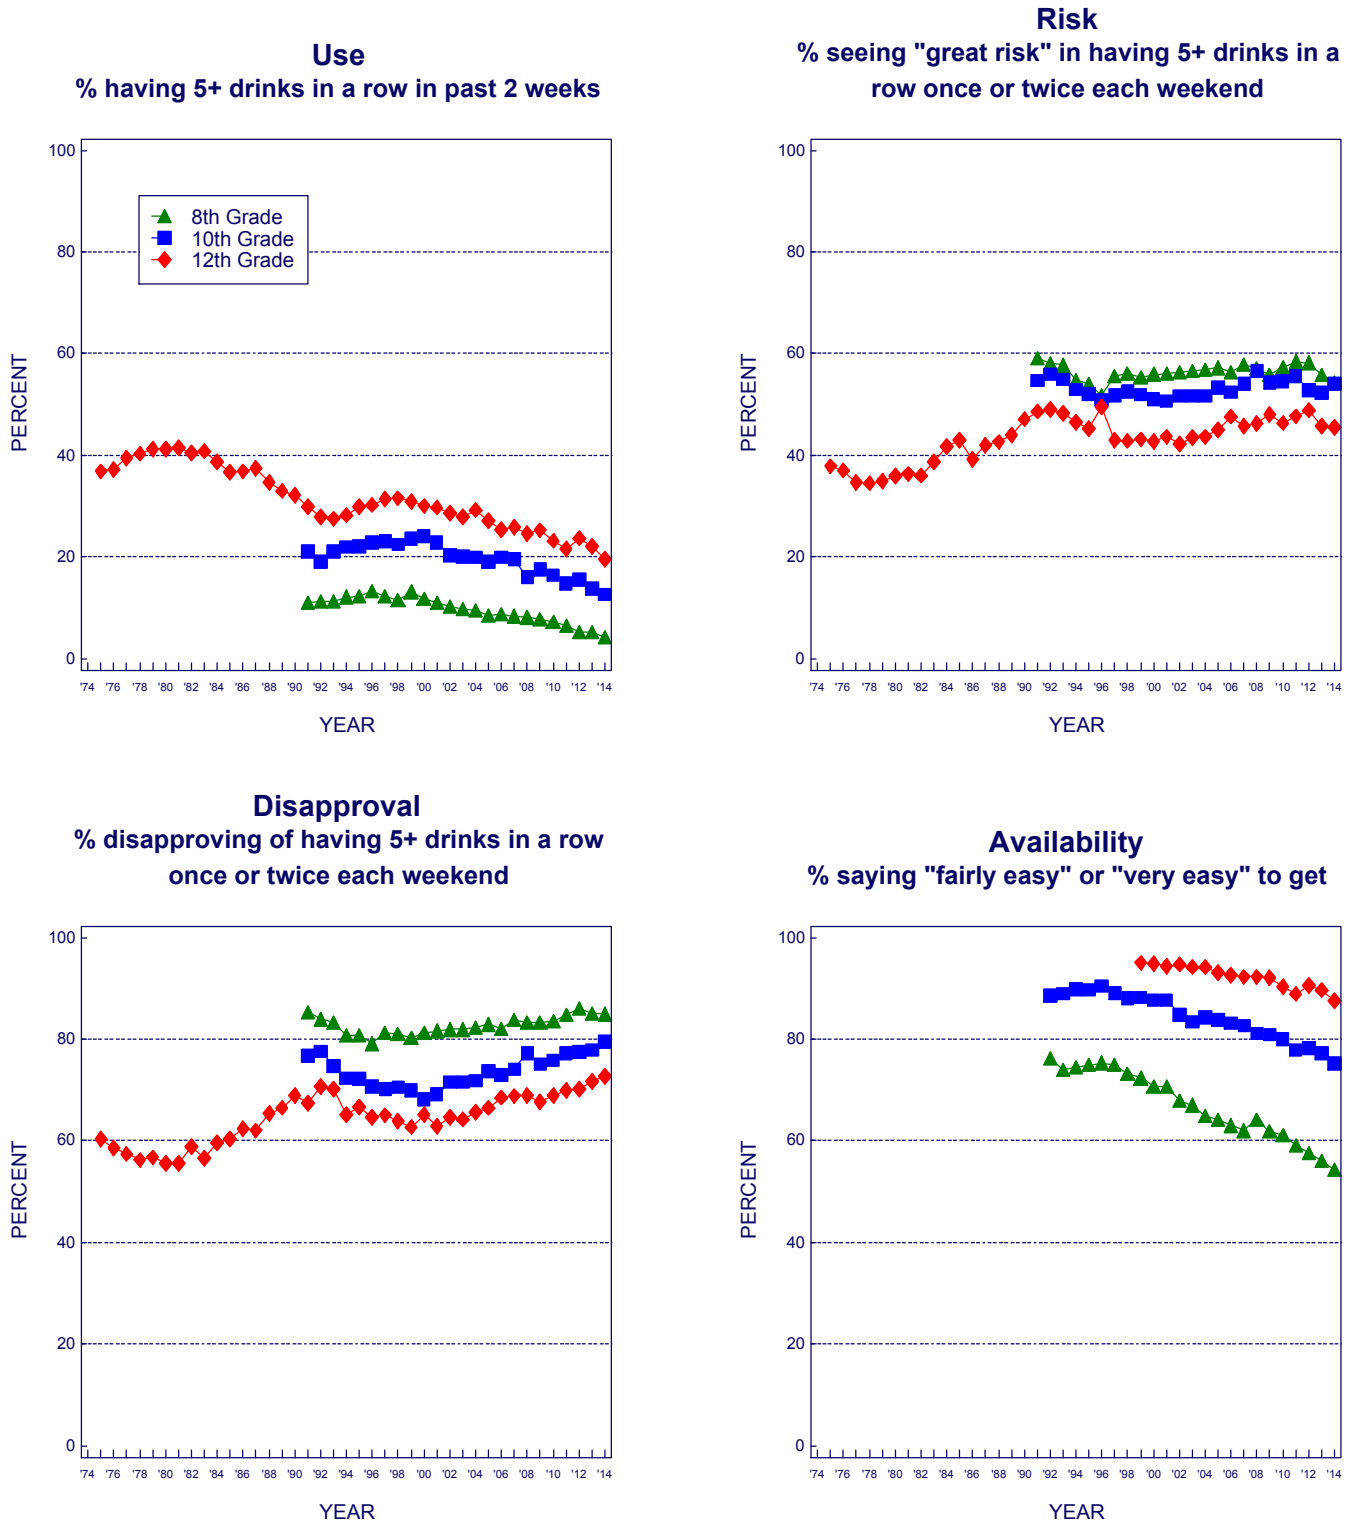 Use
% having 5+ drinks in a row in past 2 weeks
100
80
60
40
20
0
PERCENT
8th Grade
10th Grade
12th Grade
'74 '76 '78 '80 '82 '84 '86 '88 '90 '92 '94 '96 '98 '00 '02 '04 '06 '08 '10 '12 '14
YEAR
Risk
% seeing "great risk" in having 5+ drinks in a
row once or twice each weekend
100
80
60
40
20
0
PERCENT
'74 '76 '78 '80 '82 '84 '86 '88 '90 '92 '94 '96 '98 '00 '02 '04 '06 '08 '10 '12 '14
YEAR
Disapproval
% disapproving of having 5+ drinks in a row
once or twice each weekend
100
80
60
40
20
0
PERCENT
'74 '76 '78 '80 '82 '84 '86 '88 '90 '92 '94 '96 '98 '00 '02 '04 '06 '08 '10 '12 '14
YEAR
Availability
% saying "fairly easy" or "very easy" to get
100
80
60
40
20
0
PERCENT
'74 '76 '78 '80 '82 '84 '86 '88 '90 '92 '94 '96 '98 '00 '02 '04 '06 '08 '10 '12 '14
YEAR